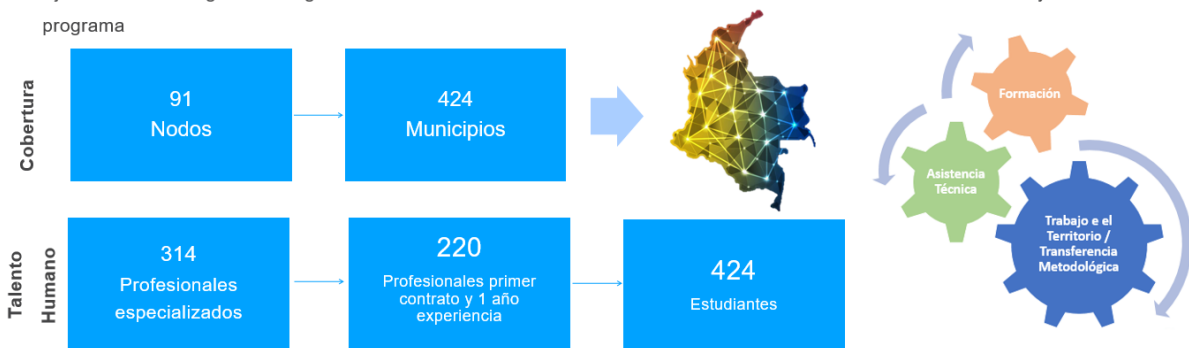 programa
Cobertura
91
Nodos
424
Municipios
Talento
Humano
314
Profesionales
especializados
220
Profesionales primer
contrato y 1 año
experiencia
424
Estudiantes
Formación
Asistencia
Técnica
Trabajo e el
Territorio /
Transferencia
Metodológica